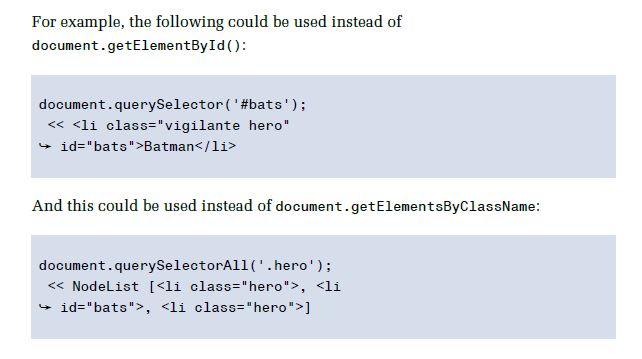 For example, the following could be used instead of
document.getElementById():
document.querySelector('#bats');
<< <li class="vigilante hero"
↪ id="bats">Batman</li>
And this could be used instead of document.getElementsByClassName:
document.querySelectorAll('.hero');
<< NodeList [<li class="hero">, <li
↪ id="bats">, <li class="hero">]